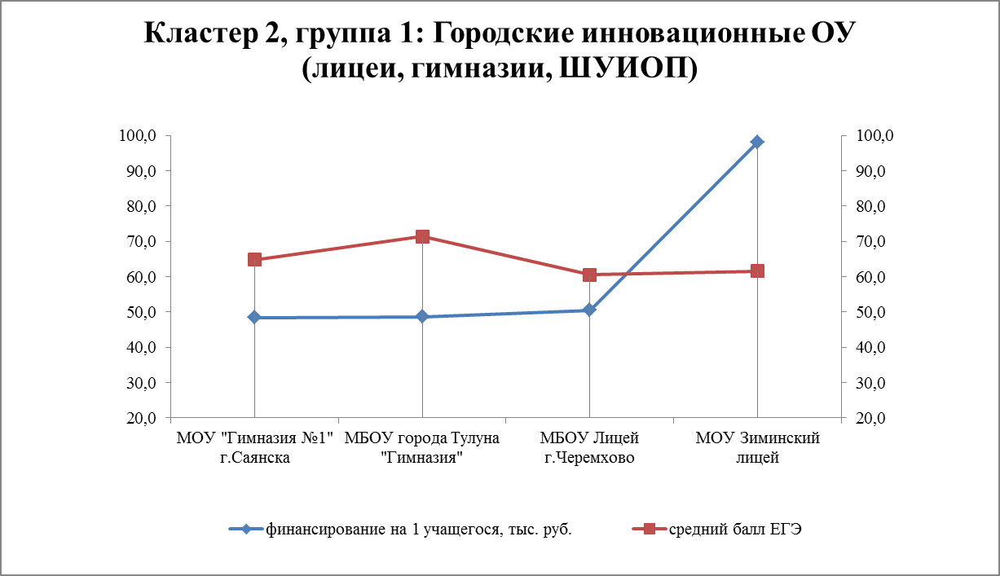 Кластер 2, группа 1: Городские инновационные ОУ
(лицеи, гимназии, ШУИОП)
100,0
90,0
80,0
70,0
60,0
50,0
40,0
30,0
20,0
100,0
90,0
80,0
70,0
60,0
50,0
40,0
30,0
20,0
МОУ "Гимназия №1"
г.Саянска
МБОУ города Тулуна
"Гимназия"
МБОУ Лицей
г.Черемхово
МОУ Зиминский
лицей
финансирование на 1 учащегося, тыс. руб.
средний балл ЕГЭ